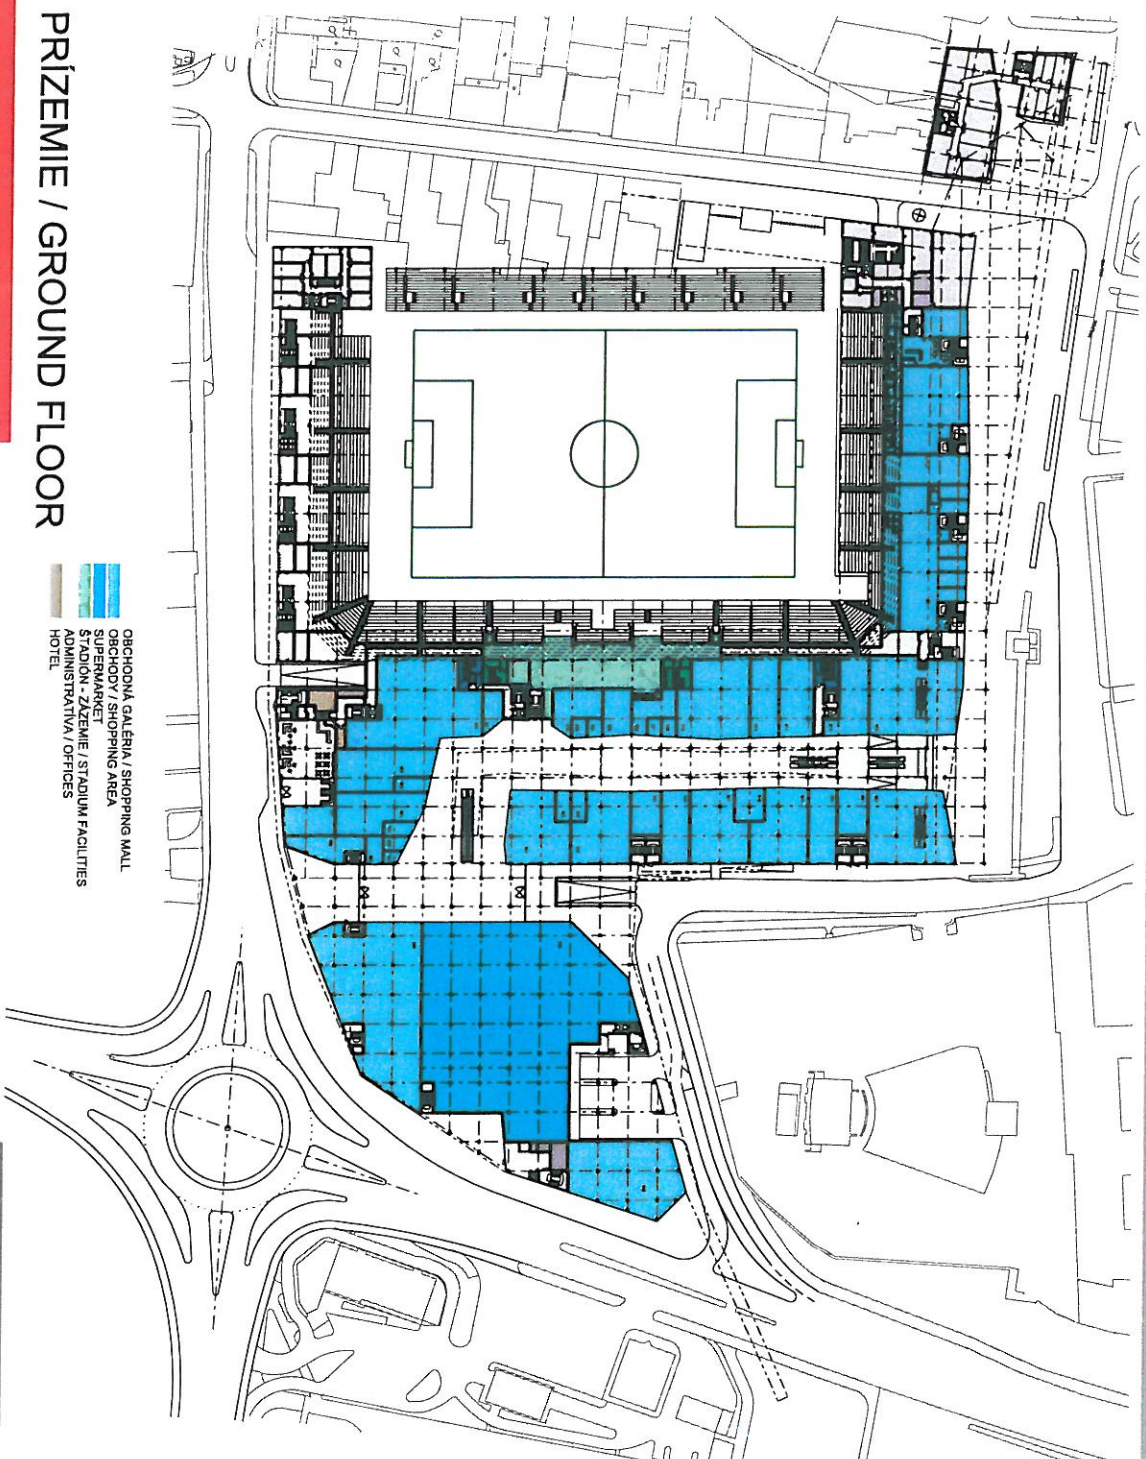 PRÍZEMIE / GROUND FLOOR
OBCHODNÁ GALÉRIA / SHOPPING MALL
OBCHODY / SHOPPING AREA
SUPERMARKET
ŠTADIÓN - ZÁZEMIE / STADIUM FACILITIES
ADMINISTRATÍVA / OFFICES
HOTEL